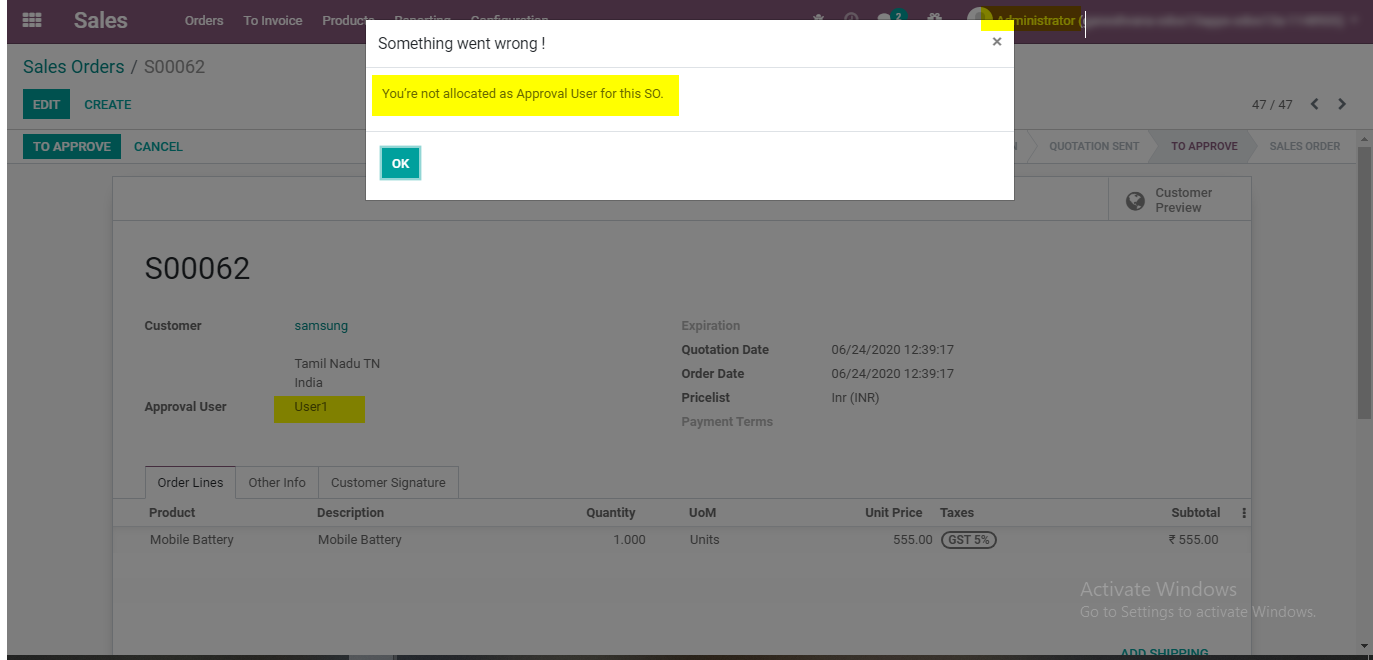 Sales Orders To Invoice Products Reporting Configuration 2 Administrator (
Something went wrong ! ×
Sales Orders / S00062
You're not allocated as Approval User for this SO.
EDIT CREATE 47 / 47
TO APPROVE CANCEL QUOTATION SENT TO APPROVE SALES ORDER
OK
Customer
Preview
S00062
Customer samsung Expiration
Quotation Date 06/24/2020 12:39:17
Tamil Nadu TN
Order Date 06/24/2020 12:39:17
India
Pricelist Inr (INR)
Approval User User1
Payment Terms
Order Lines Other Info Customer Signature
Product Description Quantity UoM Unit Price Taxes Subtotal
Mobile Battery Mobile Battery 1.000 Units 555.00 GST 5% ₹ 555.00
Activate Windows
Go to Settings to activate Windows.
ADD SHIPPING